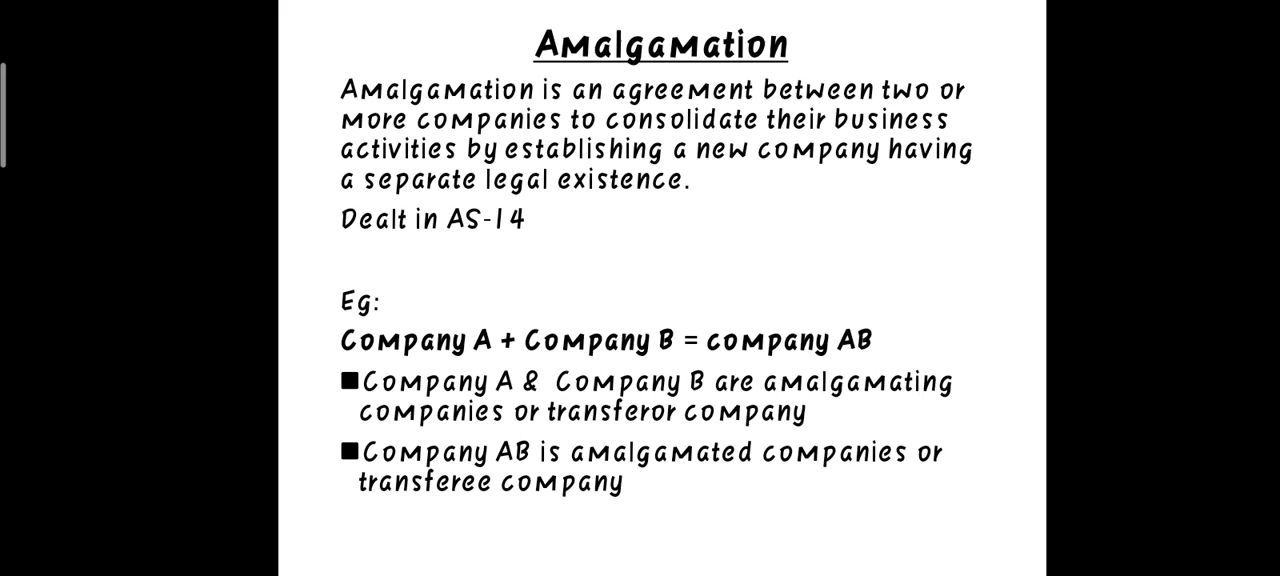 Amalgamation
Amalgamation is an agreement between two or
more companies to consolidate their business
activities by establishing a new company having
a separate legal existence.
Dealt in AS-14
Eg:
Company A + Company B = company AB
■Company A & Company B are amalgamating
companies or transferor company
■Company AB is amalgamated companies or
transferee company